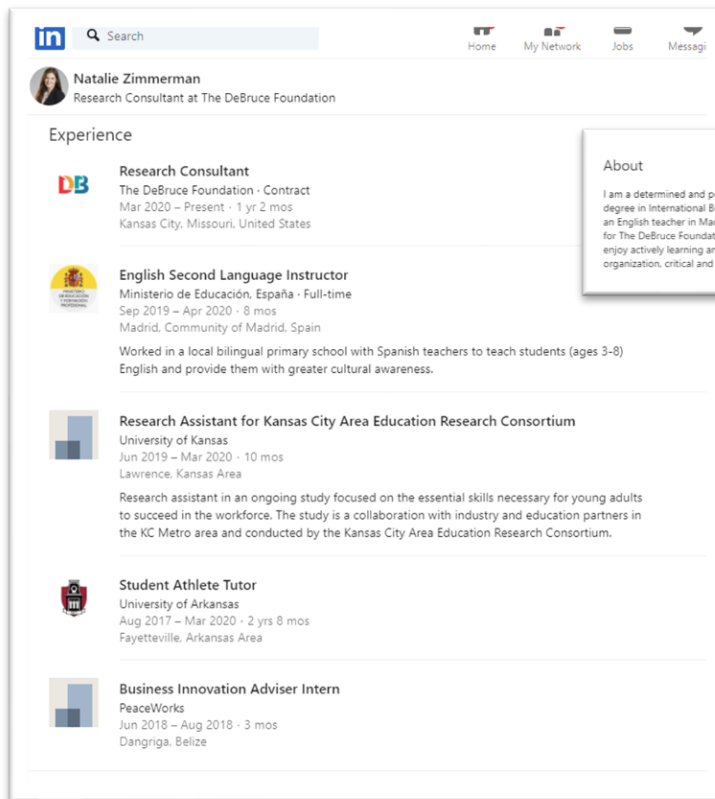 in Search
Home My Network Jobs Messagi
Natalie Zimmerman
Research Consultant at The DeBruce Foundation
Experience
Research Consultant
The DeBruce Foundation · Contract
Mar 2020 – Present · 1 yr 2 mos
Kansas City, Missouri, United States
English Second Language Instructor
Ministerio de Educación, España · Full-time
Sep 2019 – Apr 2020 · 8 mos
Madrid, Community of Madrid, Spain
Worked in a local bilingual primary school with Spanish teachers to teach students (ages 3-8)
English and provide them with greater cultural awareness.
Research Assistant for Kansas City Area Education Research Consortium
University of Kansas
Jun 2019 – Mar 2020 · 10 mos
Lawrence, Kansas Area
Research assistant in an ongoing study focused on the essential skills necessary for young adults
to succeed in the workforce. The study is a collaboration with industry and education partners in
the KC Metro area and conducted by the Kansas City Area Education Research Consortium.
Student Athlete Tutor
University of Arkansas
Aug 2017 – Mar 2020 · 2 yrs 8 mos
Fayetteville, Arkansas Area
Business Innovation Adviser Intern
PeaceWorks
Jun 2018 – Aug 2018 · 3 mos
Dangriga, Belize
About
I am a determined and p
degree in International B
an English teacher in Ma
for The DeBruce Foundat
enjoy actively learning a
organization, critical and
DB